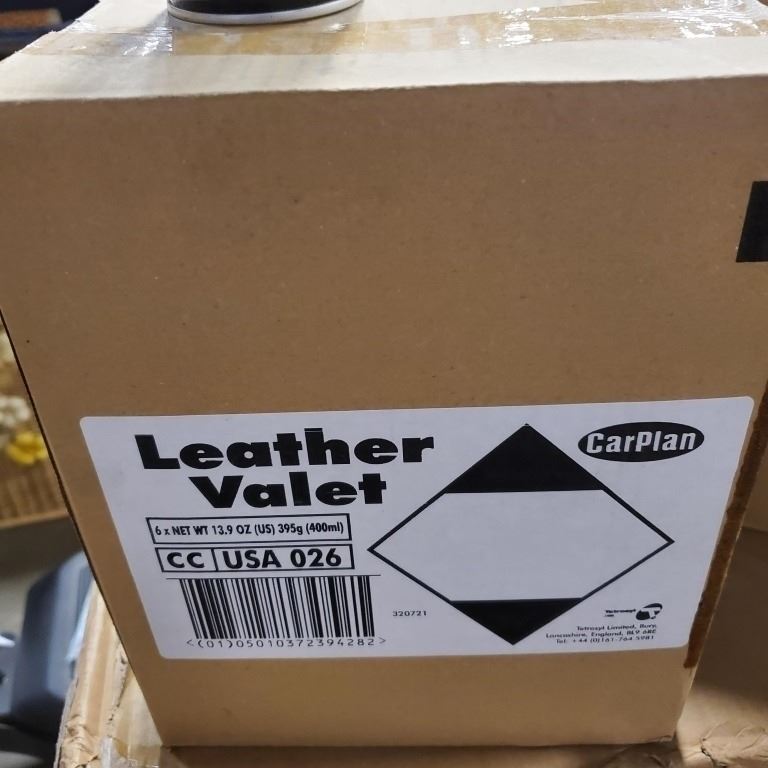 Leather
Valet
CarPlan
6 x NET WT 13.9 OZ (US) 395g (400ml)
CC USA 026
<(01)05010372394282>
320721
Tetrosyl
Tetrosyl Limited, Bury,
Lancashire, England, BL9 6RE
Tel: +44 (0)161-764 5981